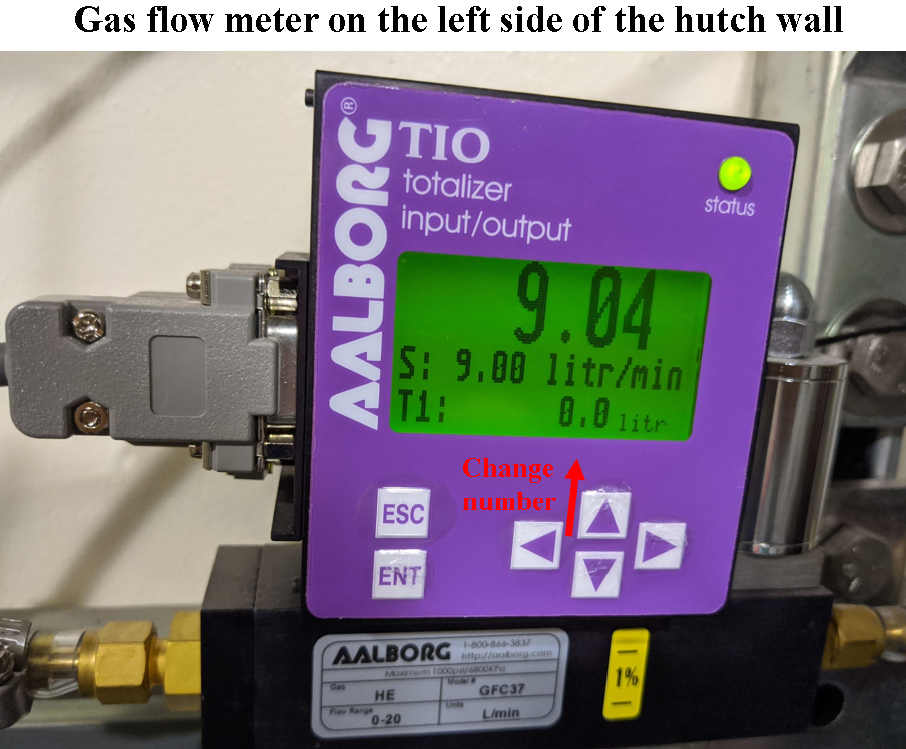 Gas flow meter on the left side of the hutch wall
AALBORG®
TIO
totalizer
input/output
status
9.04
S: 9.00 litr/min
T1: 0.0 litr
Change
number
ESC
ENT
AALBORG
1-800-866-3837
http://aalborg.com
Maximum 1000psi/6800KPa
Gas HE
Model # GFC37
Flow Range 0-20
Units L/min
1%